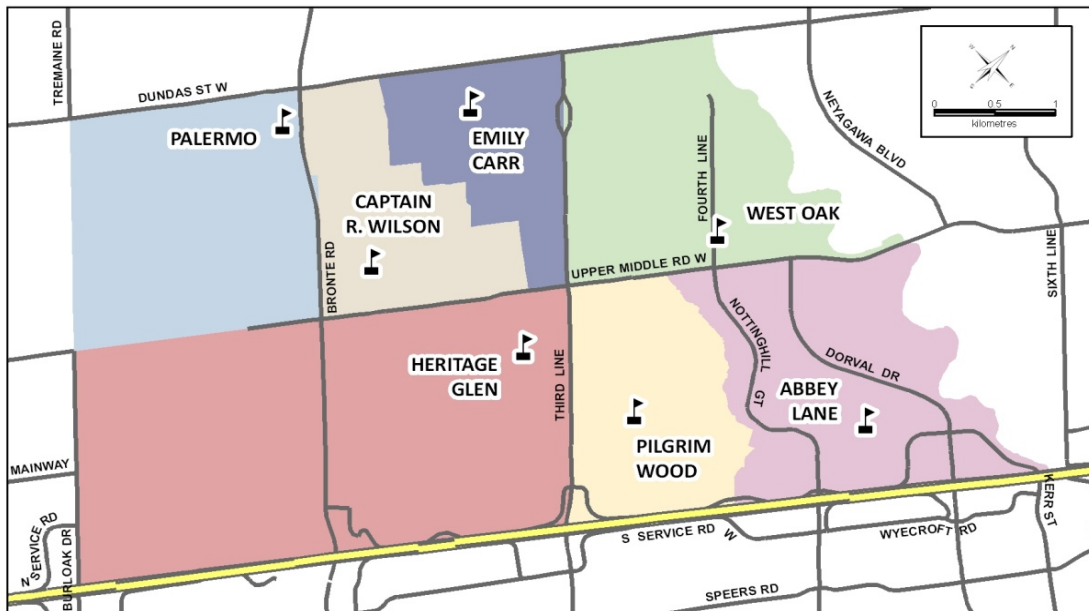 TREMAINE RD
DUNDAS ST W
PALERMO
EMILY
CARR
CAPTAIN
R. WILSON
BRONTE RD
FOURTH LINE
WEST OAK
NEYAGAWA BLVD
0 0.5 1
kilometres
SIXTH LINE
UPPER MIDDLE RD W
HERITAGE
GLEN
THIRD LINE
NOTTINGHILL
GT
DORVAL DR
ABBEY
LANE
PILGRIM
WOOD
MAINWAY
N SERVICE RD
BURLOAK DR
S SERVICE RD W
WYECROFT RD
KERR ST
SPEERS RD